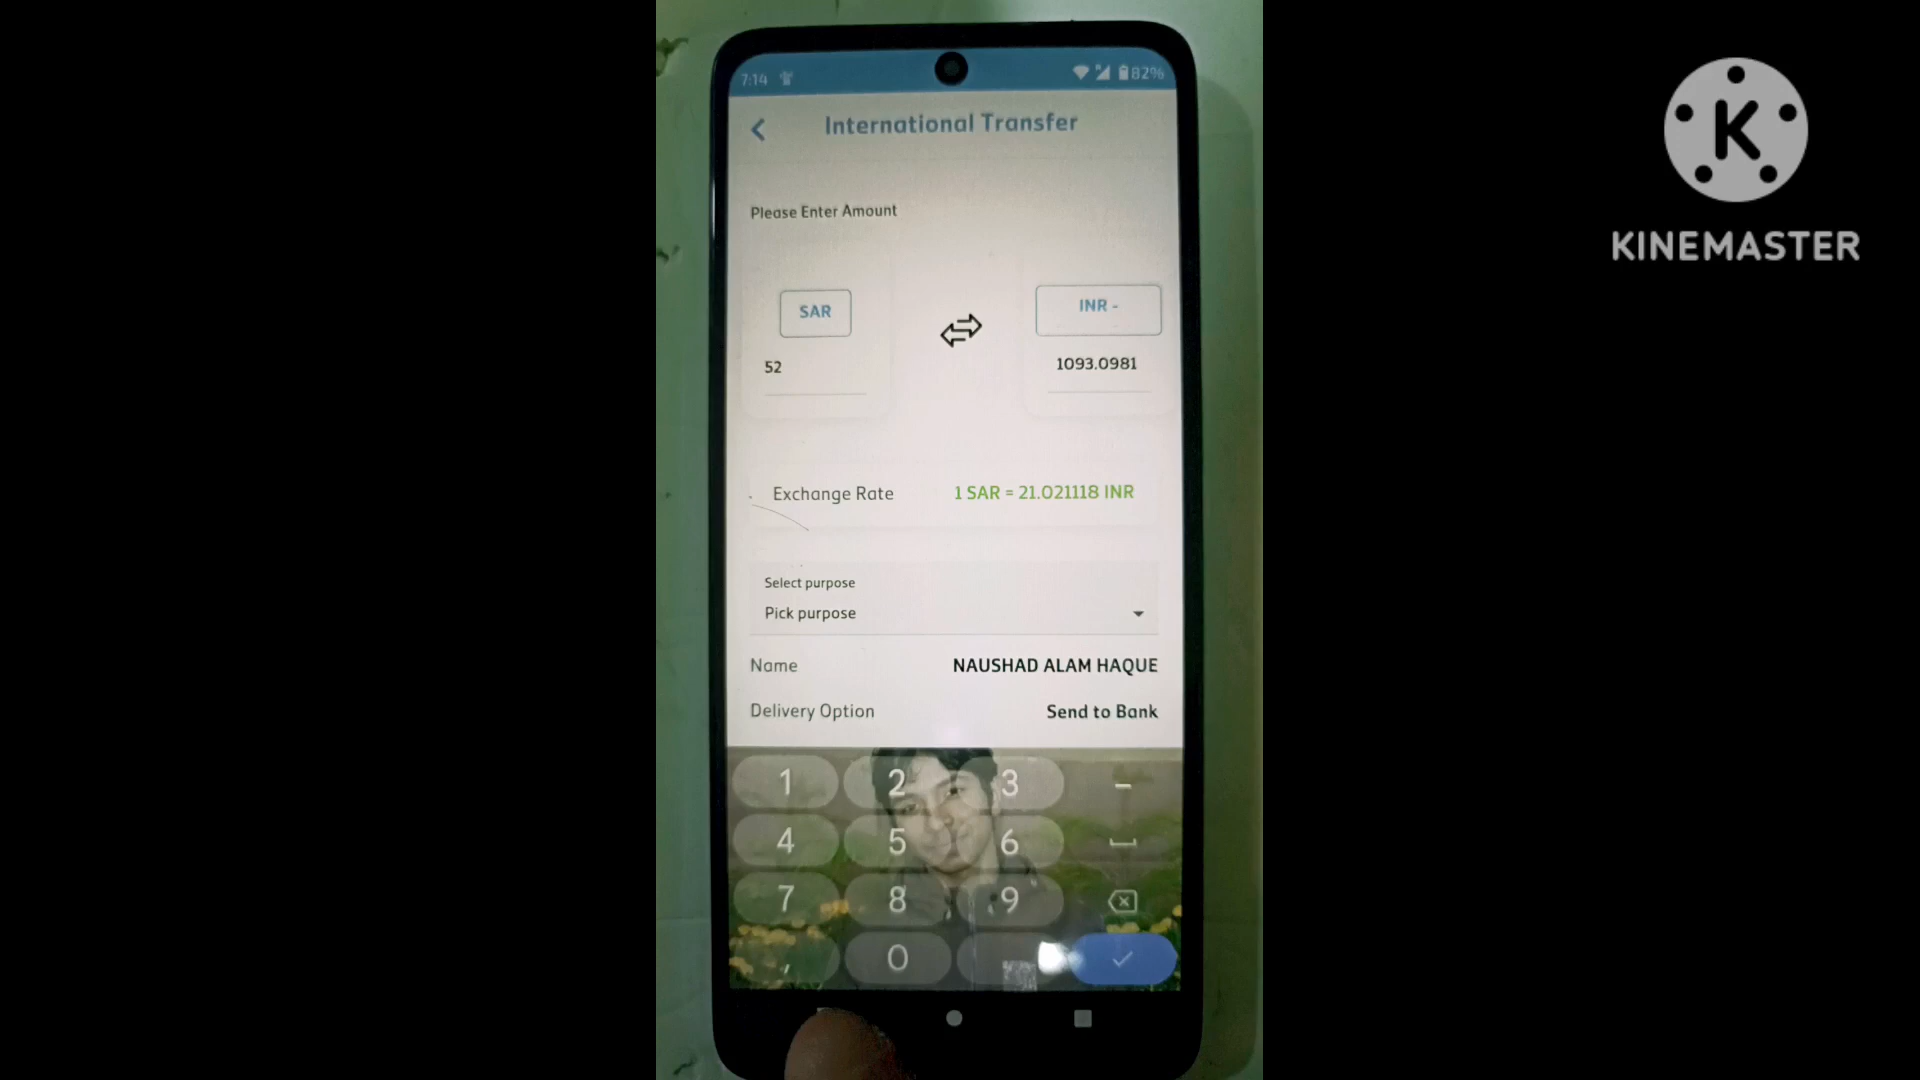 7:14
82%
International Transfer
Please Enter Amount
SAR
INR -
52
1093.0981
Exchange Rate
1 SAR = 21.021118 INR
Select purpose
Pick purpose
Name
NAUSHAD ALAM HAQUE
Delivery Option
Send to Bank
1 2 3 -
4 5 6
7 8 9
, 0
K
KINEMASTER